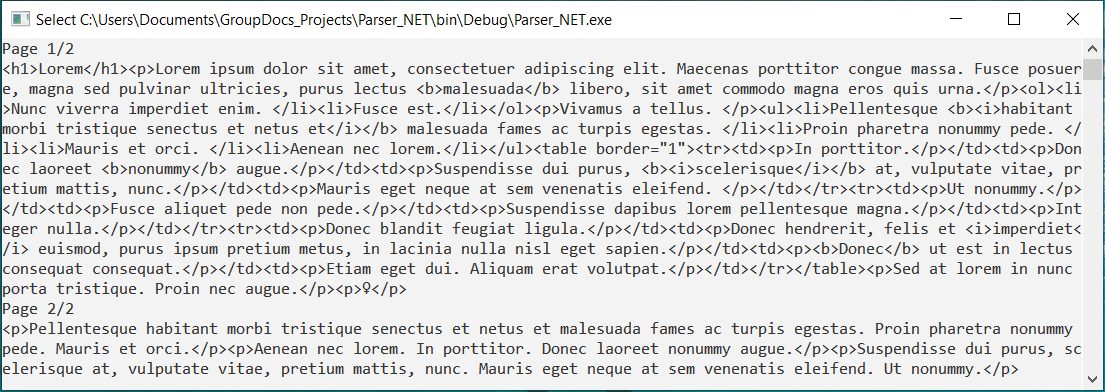 Select C:\Users\Documents\GroupDocs_Projects\Parser_NET\bin\Debug\Parser_NET.exe
Page 1/2
<h1>Lorem</h1><p>Lorem ipsum dolor sit amet, consectetuer adipiscing elit. Maecenas porttitor congue massa. Fusce posuer
e, magna sed pulvinar ultricies, purus lectus <b>malesuada</b> libero, sit amet commodo magna eros quis urna.</p><ol><li
>Nunc viverra imperdiet enim. </li><li>Fusce est.</li></ol><p>Vivamus a tellus. </p><ul><li>Pellentesque <b><i>habitant
morbi tristique senectus et netus et</i></b> malesuada fames ac turpis egestas. </li><li>Proin pharetra nonummy pede. </
li><li>Mauris et orci. </li><li>Aenean nec lorem.</li></ul><table border="1"><tr><td><p>In porttitor.</p></td><td><p>Don
ec laoreet <b>nonummy</b> augue.</p></td><td><p>Suspendisse dui purus, <b><i>scelerisque</i></b> at, vulputate vitae, pr
etium mattis, nunc.</p></td><td><p>Mauris eget neque at sem venenatis eleifend. </p></td></tr><tr><td><p>Ut nonummy.</p>
</td><td><p>Fusce aliquet pede non pede.</p></td><td><p>Suspendisse dapibus lorem pellentesque magna.</p></td><td><p>Int
eger nulla.</p></td></tr><tr><td><p>Donec blandit feugiat ligula.</p></td><td><p>Donec hendrerit, felis et <i>imperdiet<
/i> euismod, purus ipsum pretium metus, in lacinia nulla nisl eget sapien.</p></td><td><p><b>Donec</b> ut est in lectus
consequat consequat.</p></td><td><p>Etiam eget dui. Aliquam erat volutpat.</p></td></tr></table><p>Sed at lorem in nunc
porta tristique. Proin nec augue.</p><p>♀</p>
Page 2/2
<p>Pellentesque habitant morbi tristique senectus et netus et malesuada fames ac turpis egestas. Proin pharetra nonummy
pede. Mauris et orci.</p><p>Aenean nec lorem. In porttitor. Donec laoreet nonummy augue.</p><p>Suspendisse dui purus, sc
elerisque at, vulputate vitae, pretium mattis, nunc. Mauris eget neque at sem venenatis eleifend. Ut nonummy.</p>